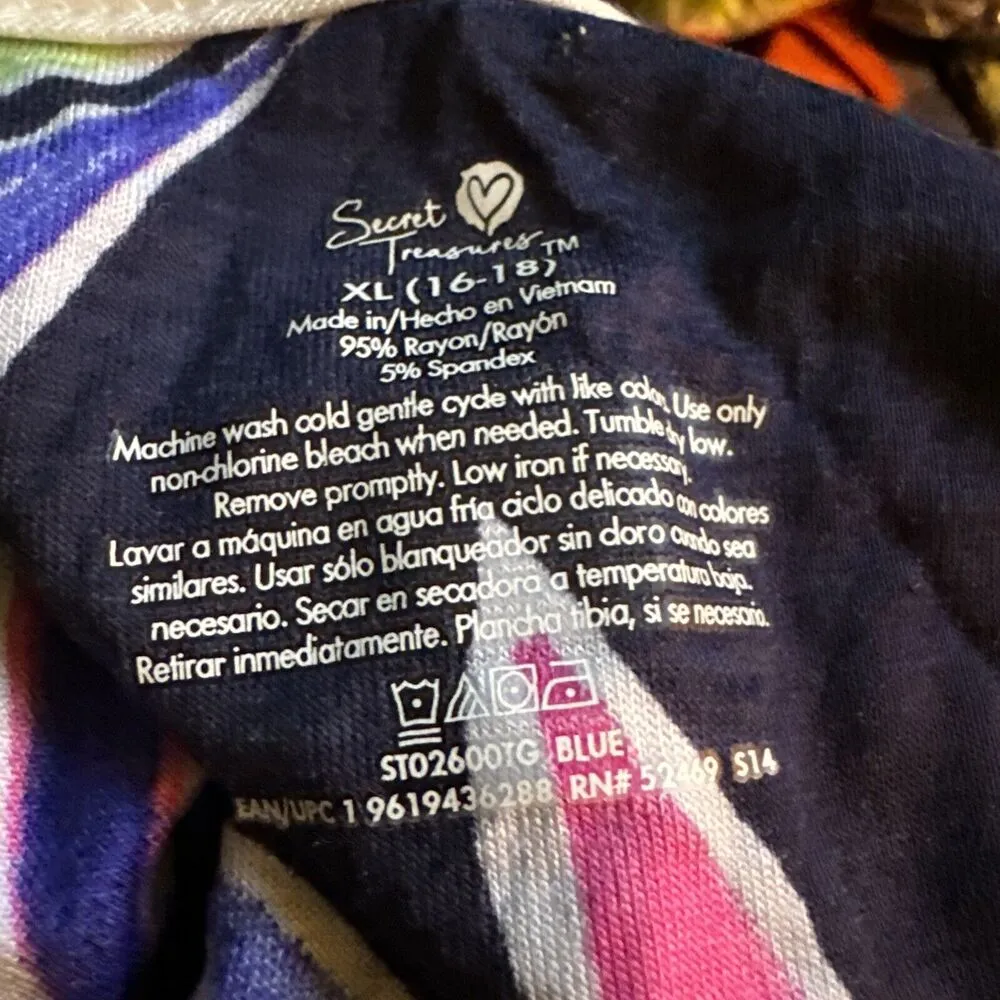 Secret
Treasures™
XL (16-18)
Made in/Hecho en Vietnam
95% Rayon/Rayón
5% Spandex
Machine wash cold gentle cycle with like color. Use only
non-chlorine bleach when needed. Tumble dry low.
Remove promptly. Low iron if necessary.
Lavar a máquina en agua fría ciclo delicado con colores
similares. Usar sólo blanqueador sin cloro cuando sea
necesario. Secar en secadora a temperatura baja.
Retirar inmediatamente. Plancha tibia, si se necesario.
ST02600TG BLUE
EAN/UPC 1 9619436288 RN# 52469 S14